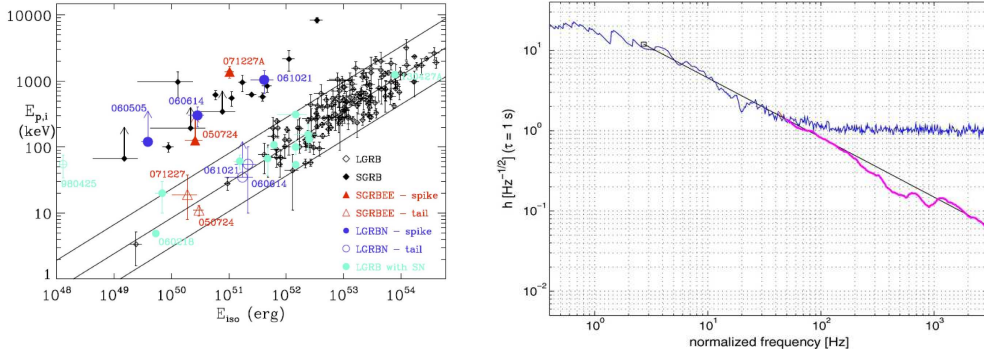 10000
1000
E_p,i
(keV)
100
10
1
10^48 10^49 10^50 10^51 10^52 10^53 10^54
E_iso (erg)
071227A
061021
060505
060614
050724
980425
071227
061021
060614
050724
060218
LGRB
SGRB
SGRBEE - spike
SGRBEE - tail
LGRBN - spike
LGRBN - tail
LGRB with SN
h [Hz^-1/2] (τ = 1 s)
10^1
10^0
10^-1
10^-2
10^0 10^1 10^2 10^3
normalized frequency [Hz]